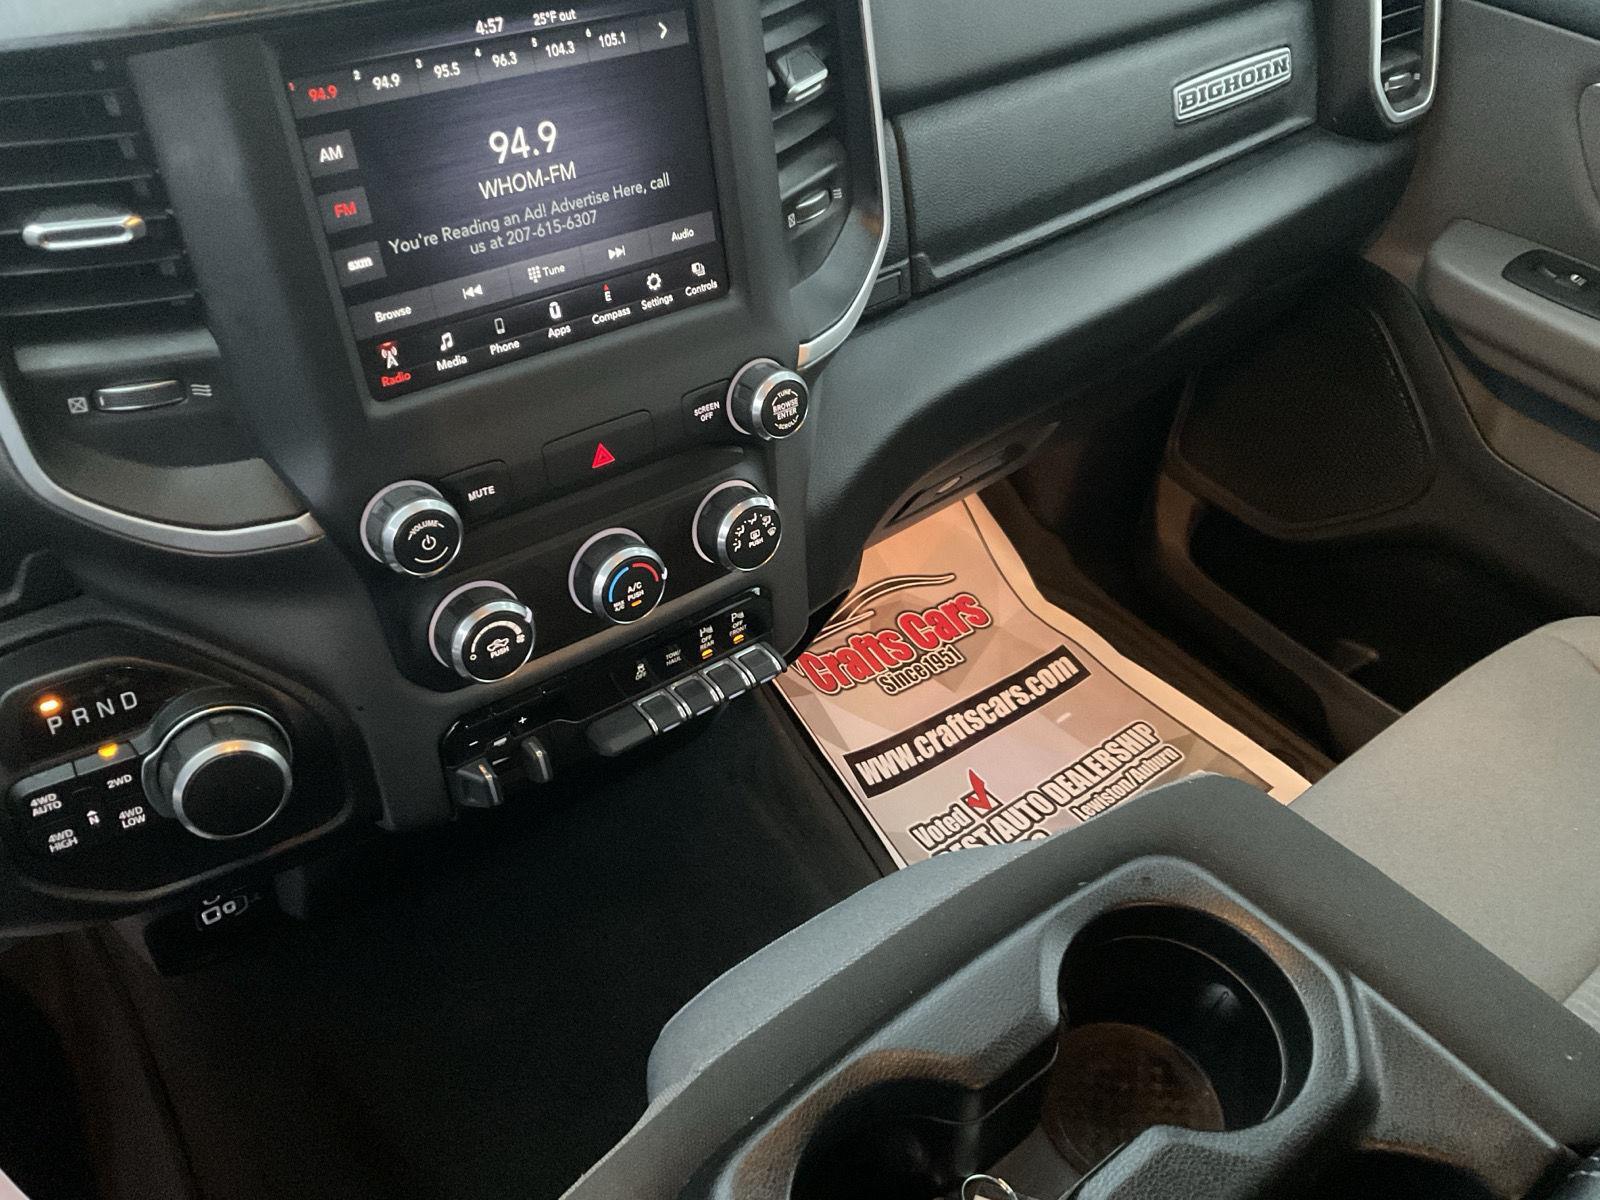 4:57 25°F out
1 94.9 2 94.9 3 95.5 4 96.3 5 104.3 6 105.1
AM
FM
sxm
94.9
WHOM-FM
You're Reading an Ad! Advertise Here, call
us at 207-615-6307
Browse Tune Audio
Radio Media Phone Apps E Compass Settings Controls
BIGHORN
SCREEN
OFF
TUNE
BROWSE
ENTER
SCROLL
MUTE
VOLUME
PUSH
A/C
PUSH
MAX
A/C
PUSH
OFF
TOW/
HAUL
OFF
REAR
OFF
FRONT
- +
P R N D
2WD
4WD
AUTO
N
4WD
LOW
4WD
HIGH
Crafts Cars
Since1951
www.craftscars.com
Voted
BEST AUTO DEALERSHIP
Lewiston/Auburn